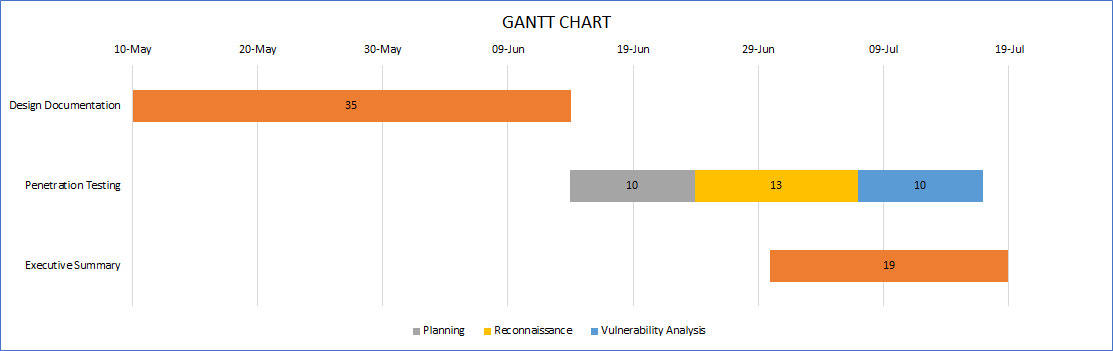 GANTT CHART
10-May 20-May 30-May 09-Jun 19-Jun 29-Jun 09-Jul 19-Jul
Design Documentation 35
Penetration Testing 10 13 10
Executive Summary 19
Planning Reconnaissance Vulnerability Analysis